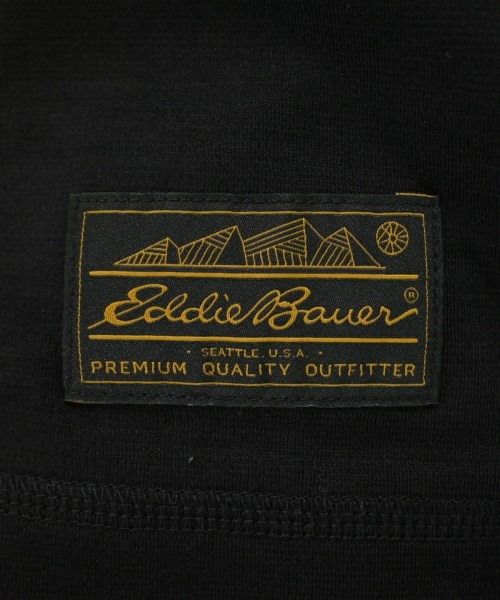 Eddie Bauer®
- SEATTLE, U.S.A. -
PREMIUM QUALITY OUTFITTER